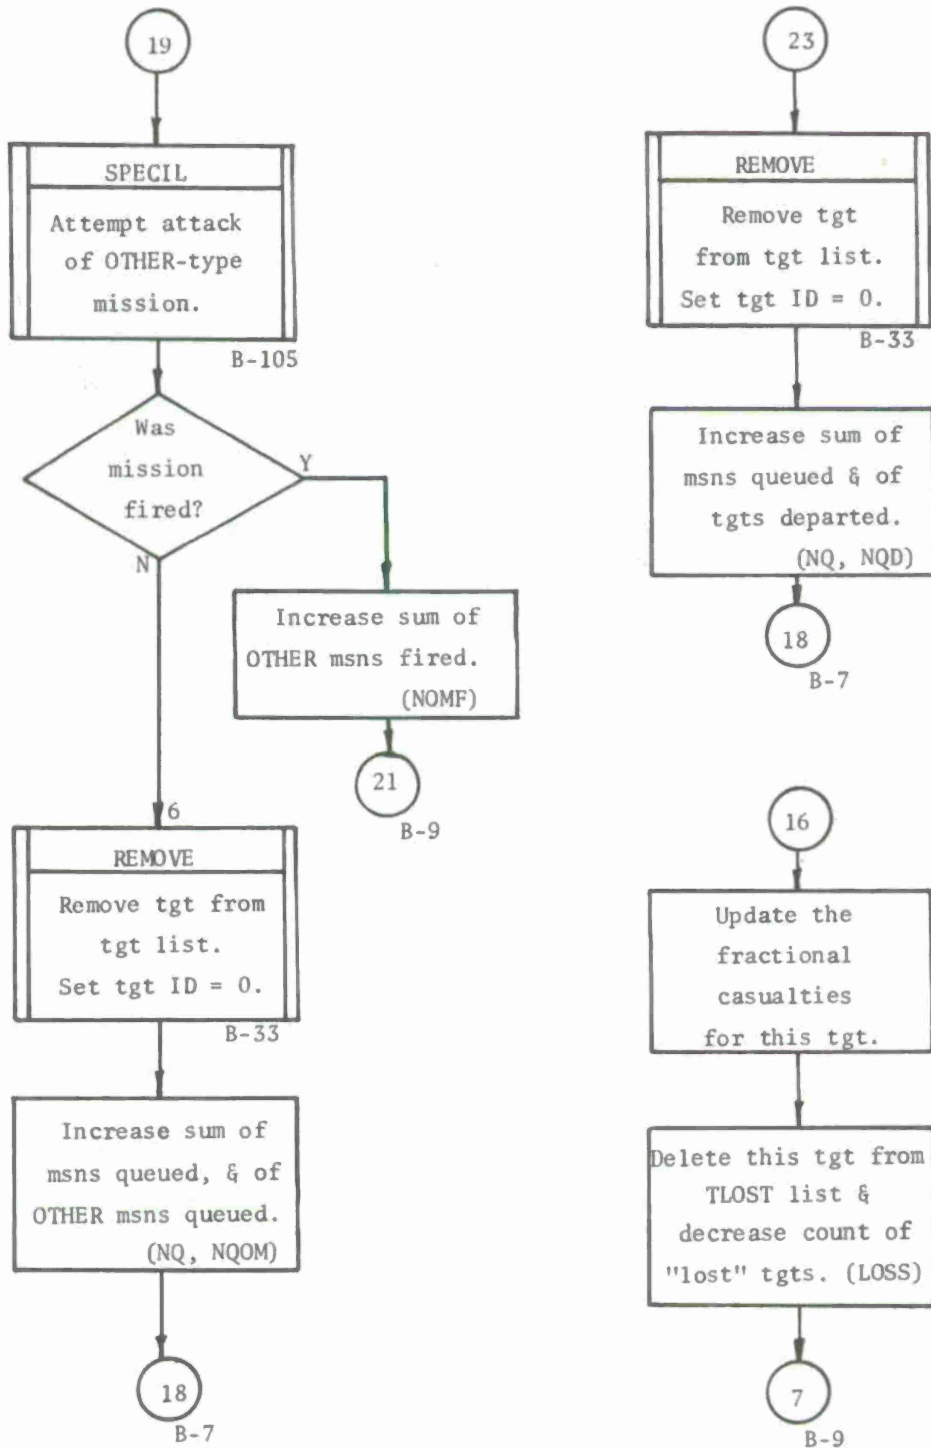 19
SPECIL
Attempt attack
of OTHER-type
mission.
B-105
Was
mission
fired?
Y
N
Increase sum of
OTHER msns fired.
(NOMF)
21
B-9
6
REMOVE
Remove tgt from
tgt list.
Set tgt ID = 0.
B-33
Increase sum of
msns queued, & of
OTHER msns queued.
(NQ, NQOM)
18
B-7
23
REMOVE
Remove tgt
from tgt list.
Set tgt ID = 0.
B-33
Increase sum of
msns queued & of
tgts departed.
(NQ, NQD)
18
B-7
16
Update the
fractional
casualties
for this tgt.
Delete this tgt from
TLOST list &
decrease count of
"lost" tgts. (LOSS)
7
B-9